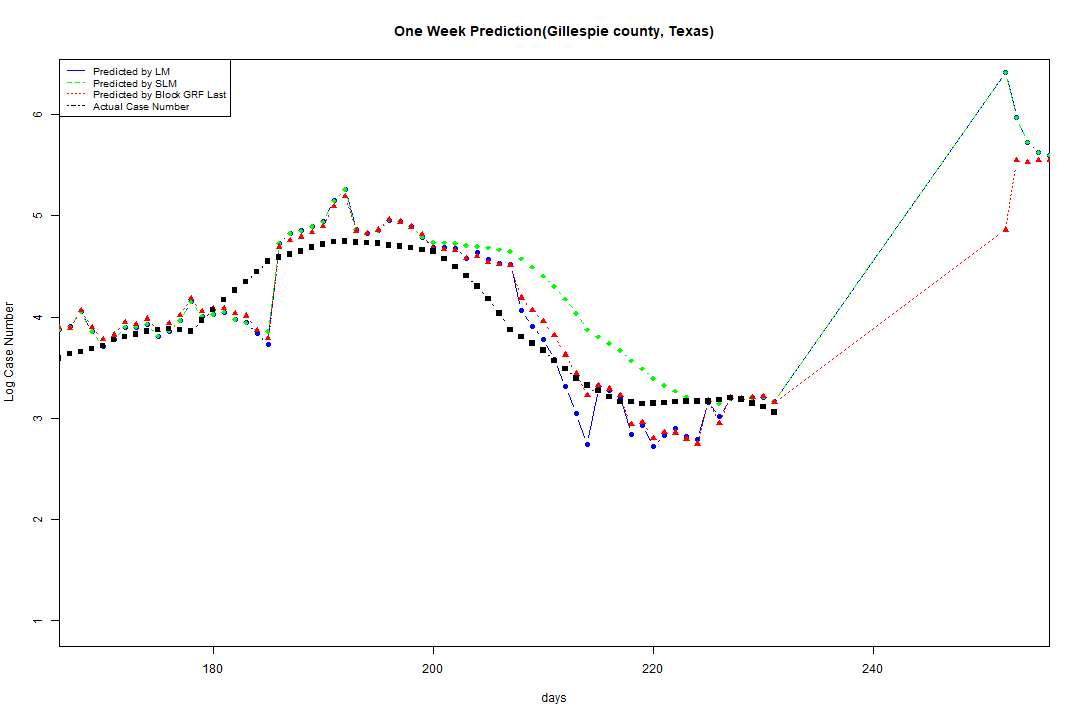 One Week Prediction(Gillespie county, Texas)
Predicted by LM
Predicted by SLM
Predicted by Block GRF Last
Actual Case Number
Log Case Number
6
5
4
3
2
1
180
200
220
240
days